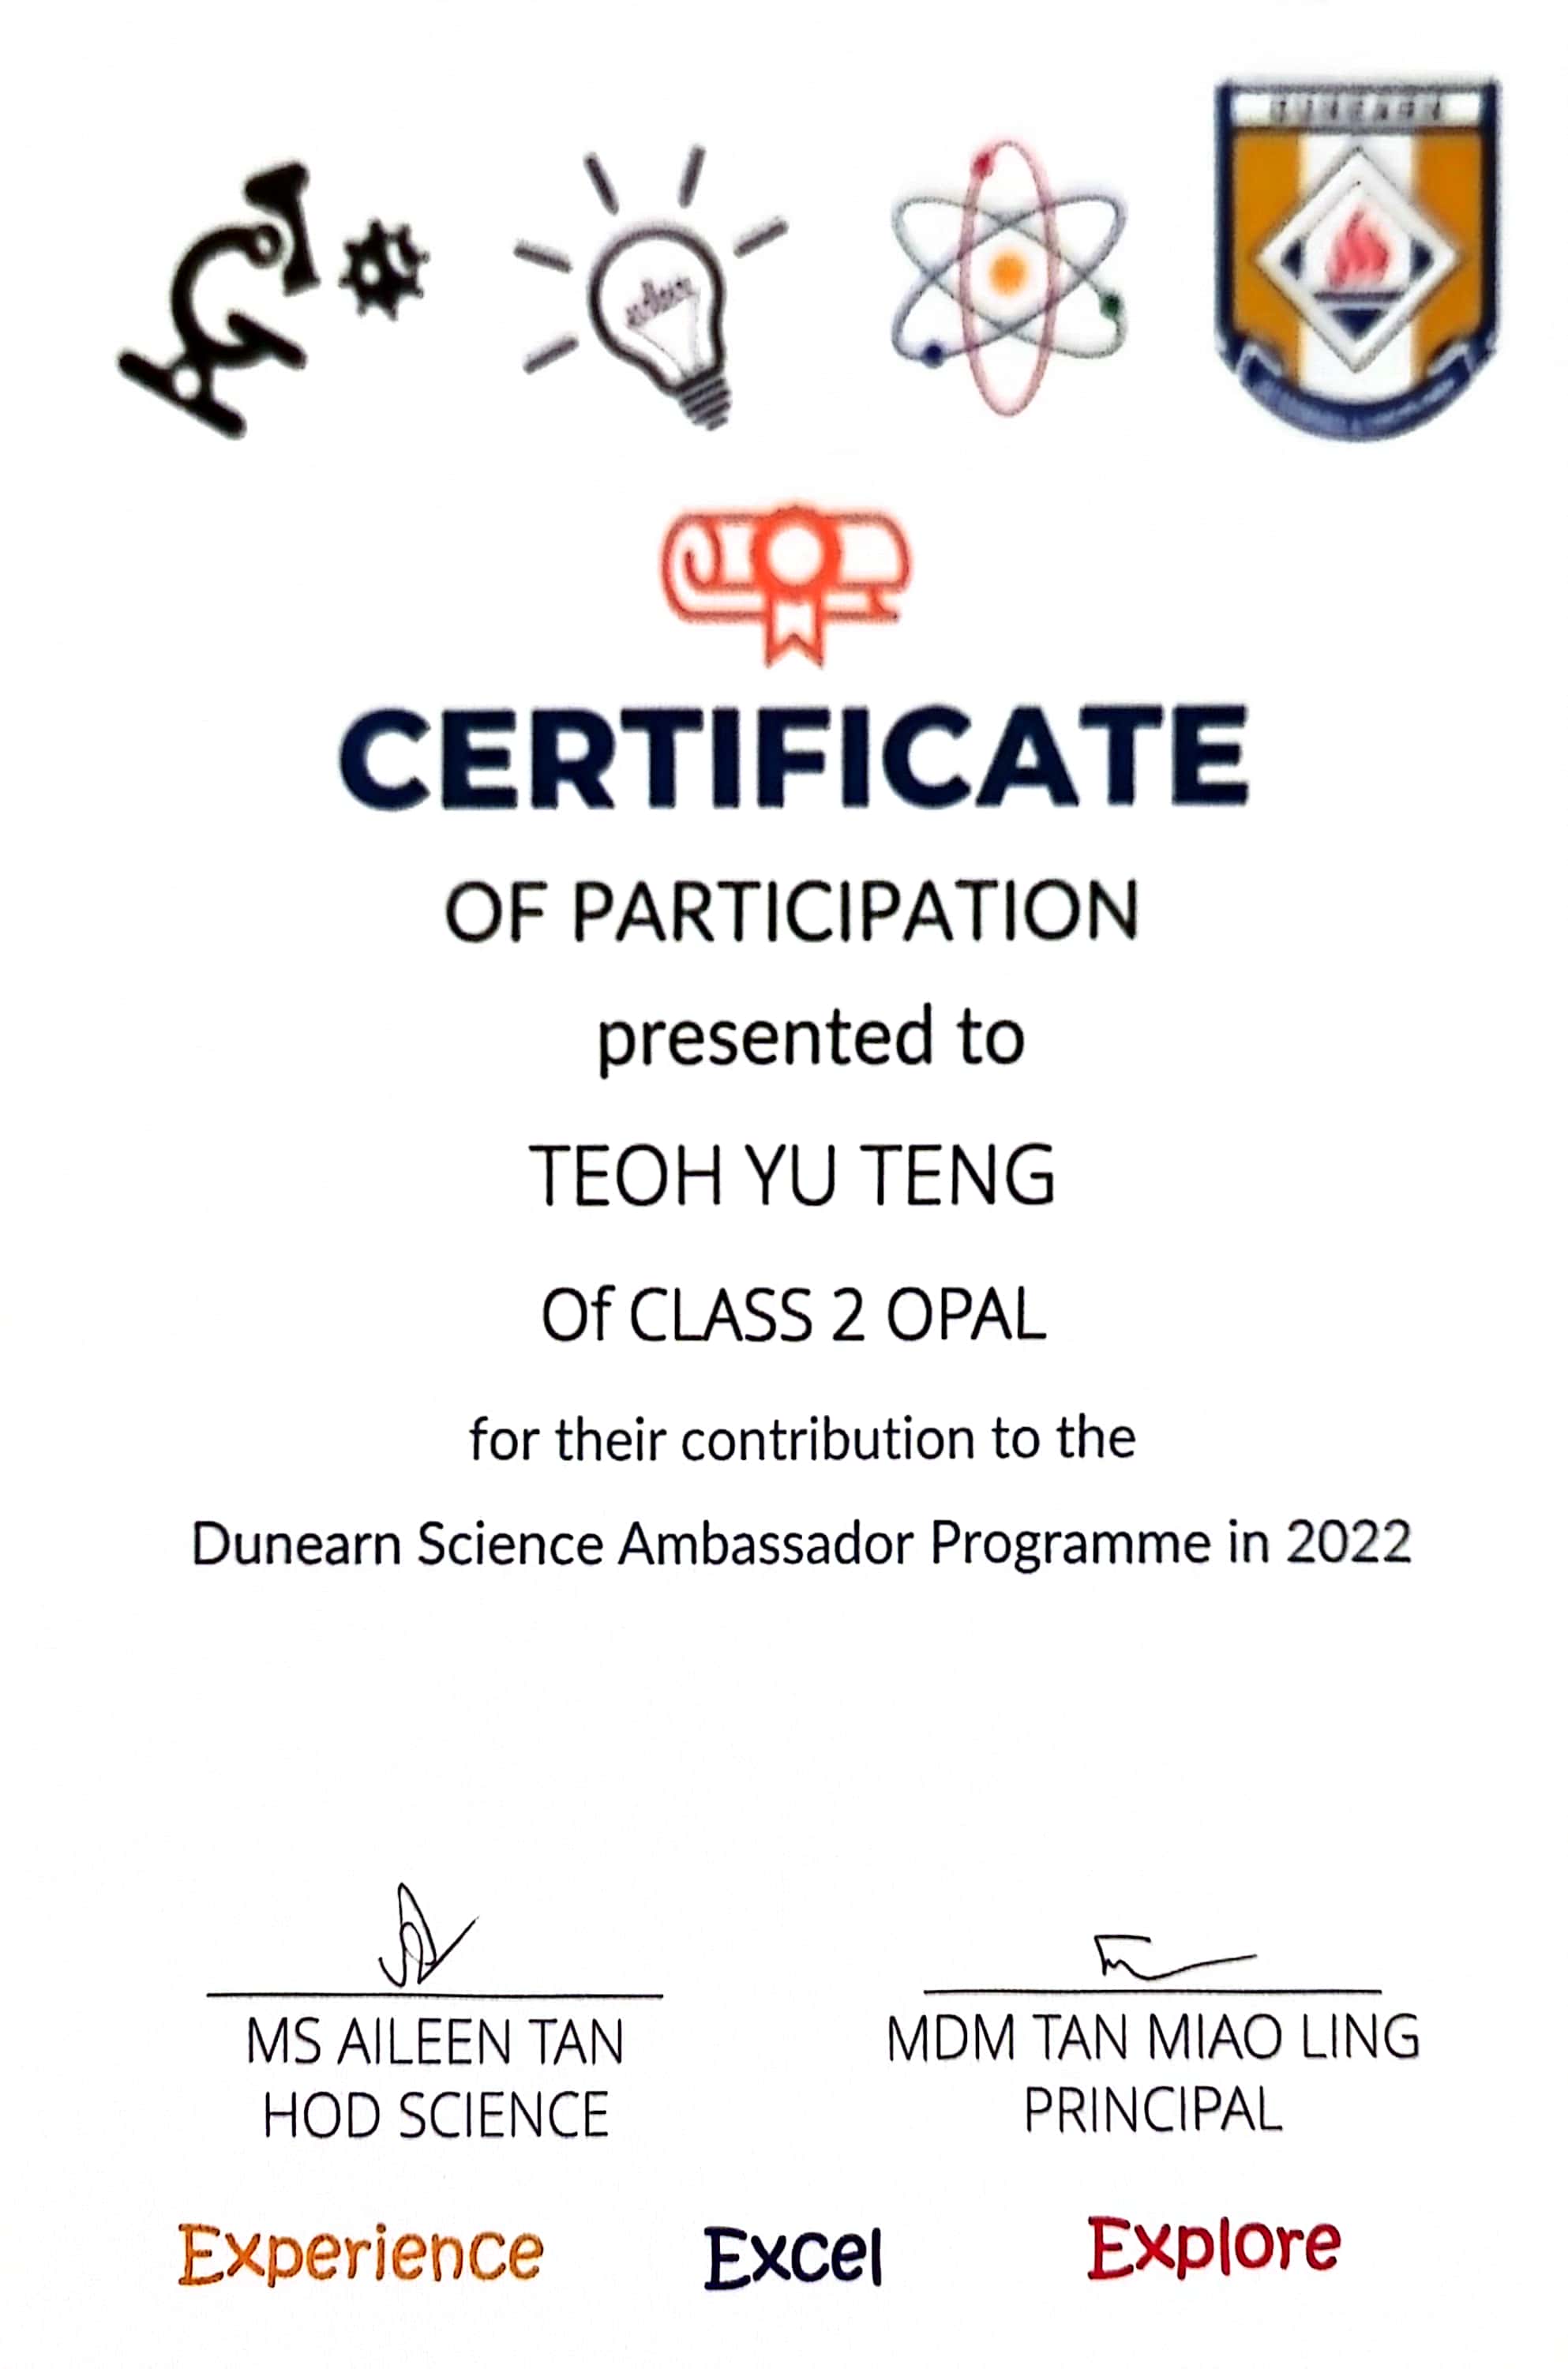 DUNEARN
CERTIFICATE
OF PARTICIPATION
presented to
TEOH YU TENG
Of CLASS 2 OPAL
for their contribution to the
Dunearn Science Ambassador Programme in 2022
MS AILEEN TAN
HOD SCIENCE
MDM TAN MIAO LING
PRINCIPAL
Experience Excel Explore